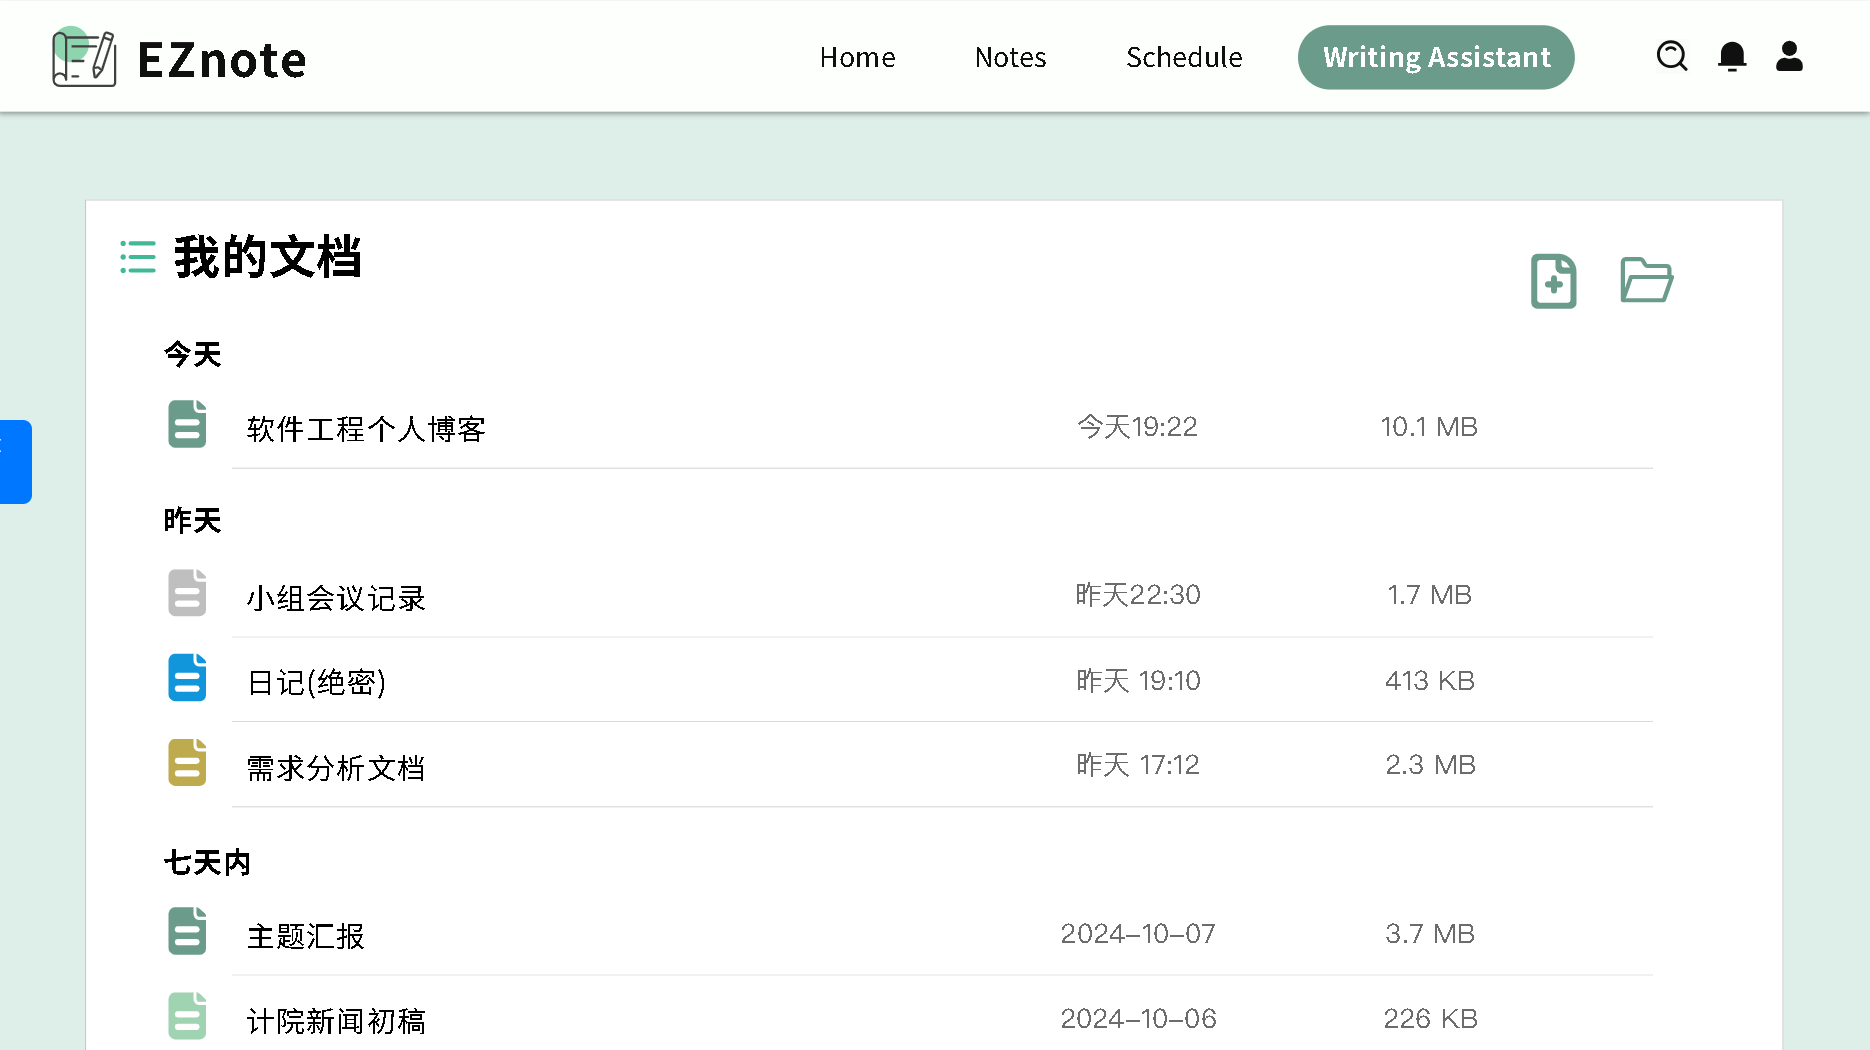 EZnote
Home Notes Schedule Writing Assistant
我的文档
今天
软件工程个人博客 今天19:22 10.1 MB
昨天
小组会议记录 昨天22:30 1.7 MB
日记(绝密) 昨天 19:10 413 KB
需求分析文档 昨天 17:12 2.3 MB
七天内
主题汇报 2024-10-07 3.7 MB
计院新闻初稿 2024-10-06 226 KB